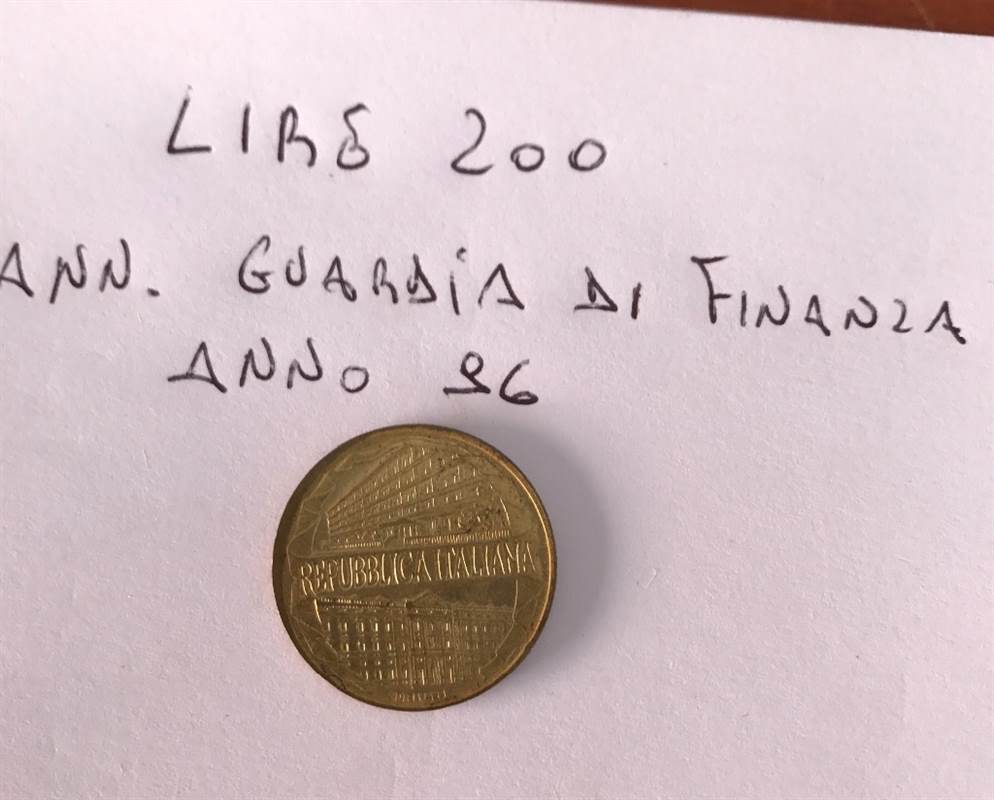 LIRE 200
ANN. GUARDIA DI FINANZA
ANNO 96
REPUBBLICA ITALIANA